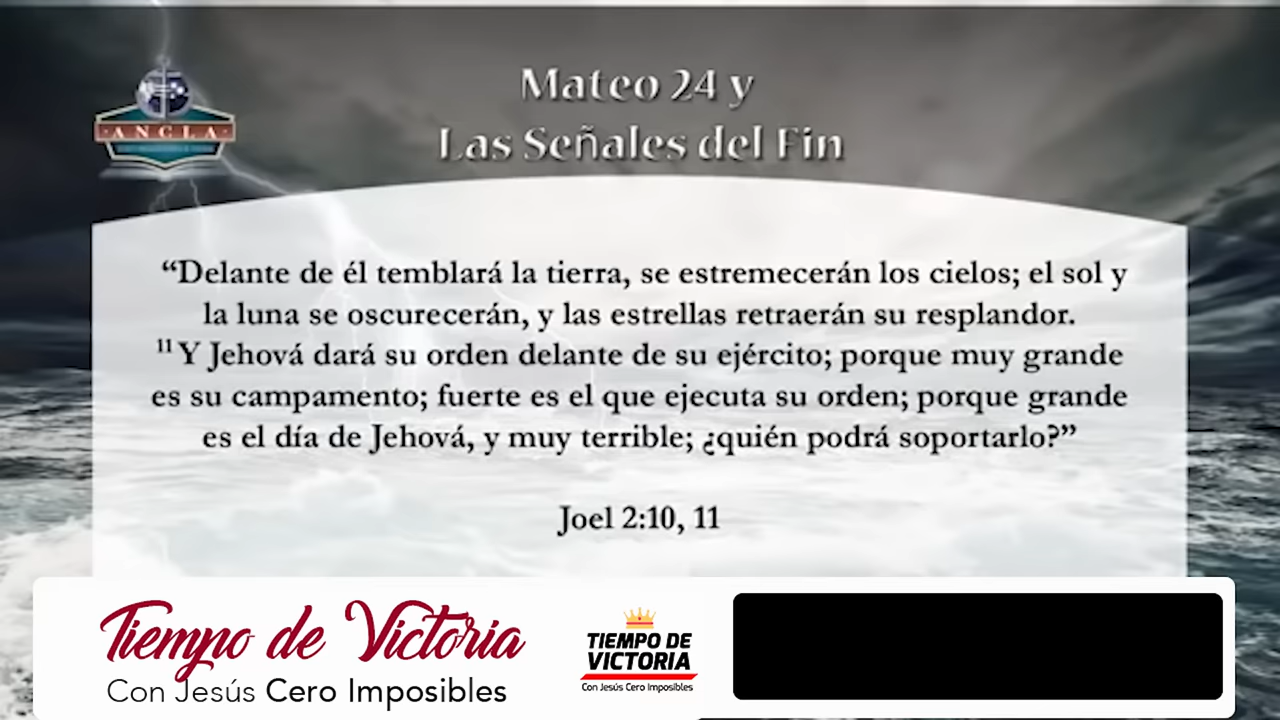 Mateo 24 y
Las Señales del Fin
ANCLA
“Delante de él temblará la tierra, se estremecerán los cielos; el sol y
la luna se oscurecerán, y las estrellas retraerán su resplandor.
¹¹ Y Jehová dará su orden delante de su ejército; porque muy grande
es su campamento; fuerte es el que ejecuta su orden; porque grande
es el día de Jehová, y muy terrible; ¿quién podrá soportarlo?”
Joel 2:10, 11
Tiempo de Victoria
Con Jesús Cero Imposibles
TIEMPO DE
VICTORIA
Con Jesús Cero Imposibles